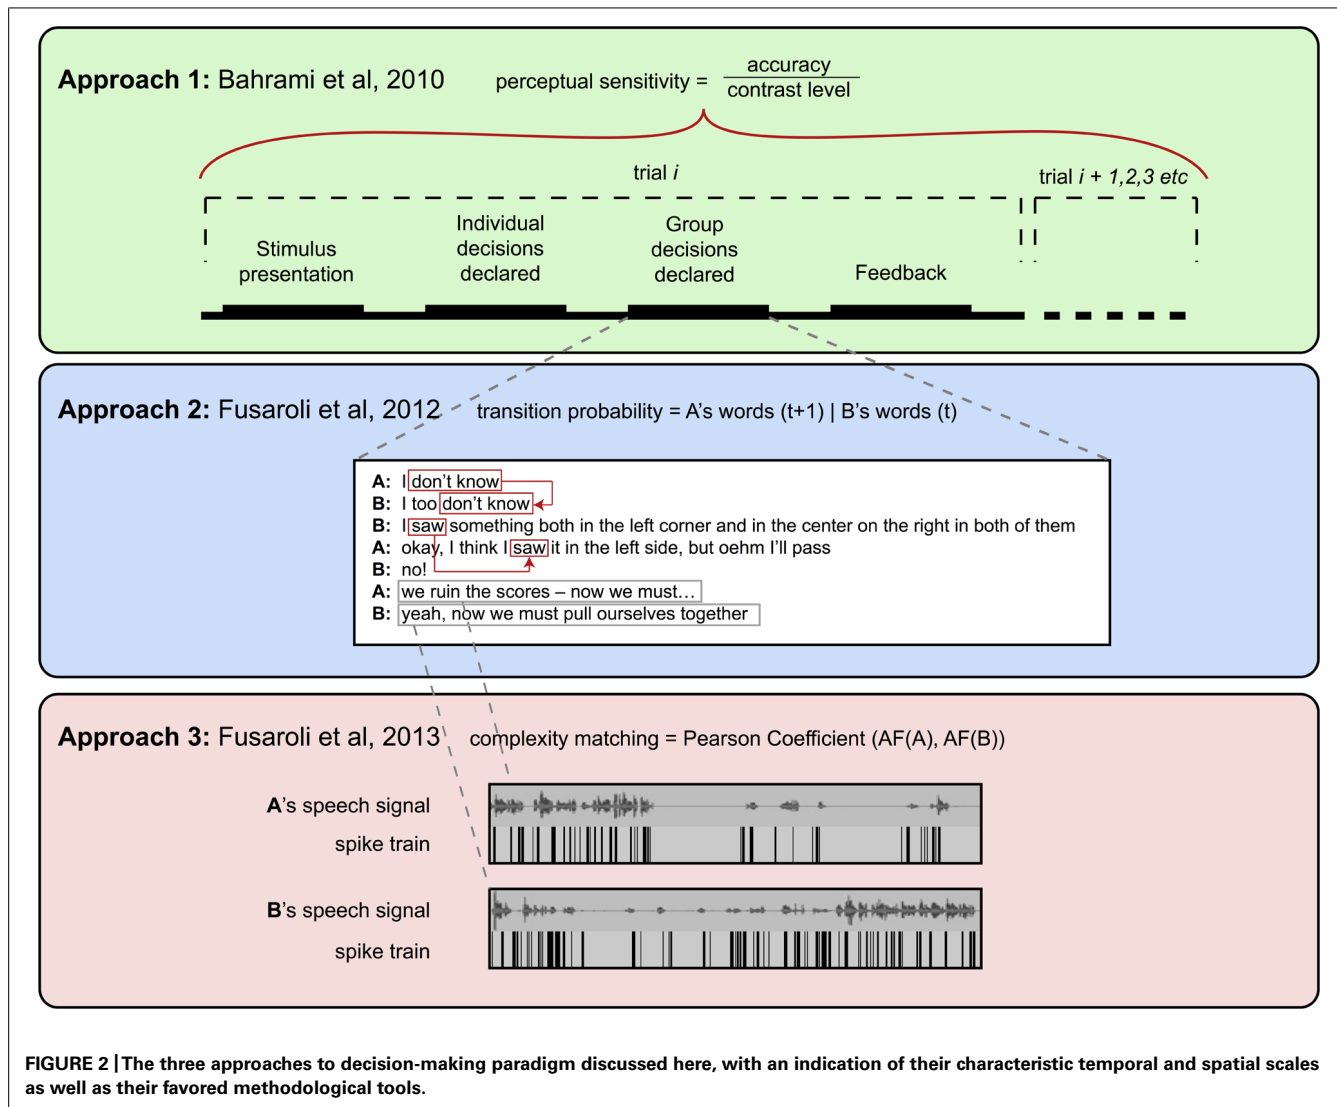 Approach 1: Bahrami et al, 2010
perceptual sensitivity = accuracy
contrast level
trial i
trial i + 1,2,3 etc
Stimulus
presentation
Individual
decisions
declared
Group
decisions
declared
Feedback
Approach 2: Fusaroli et al, 2012
transition probability = A's words (t+1) | B's words (t)
A: I don't know
B: I too don't know
B: I saw something both in the left corner and in the center on the right in both of them
A: okay, I think I saw it in the left side, but oehm I'll pass
B: no!
A: we ruin the scores – now we must...
B: yeah, now we must pull ourselves together
Approach 3: Fusaroli et al, 2013
complexity matching = Pearson Coefficient (AF(A), AF(B))
A's speech signal
spike train
B's speech signal
spike train
FIGURE 2 | The three approaches to decision-making paradigm discussed here, with an indication of their characteristic temporal and spatial scales
as well as their favored methodological tools.